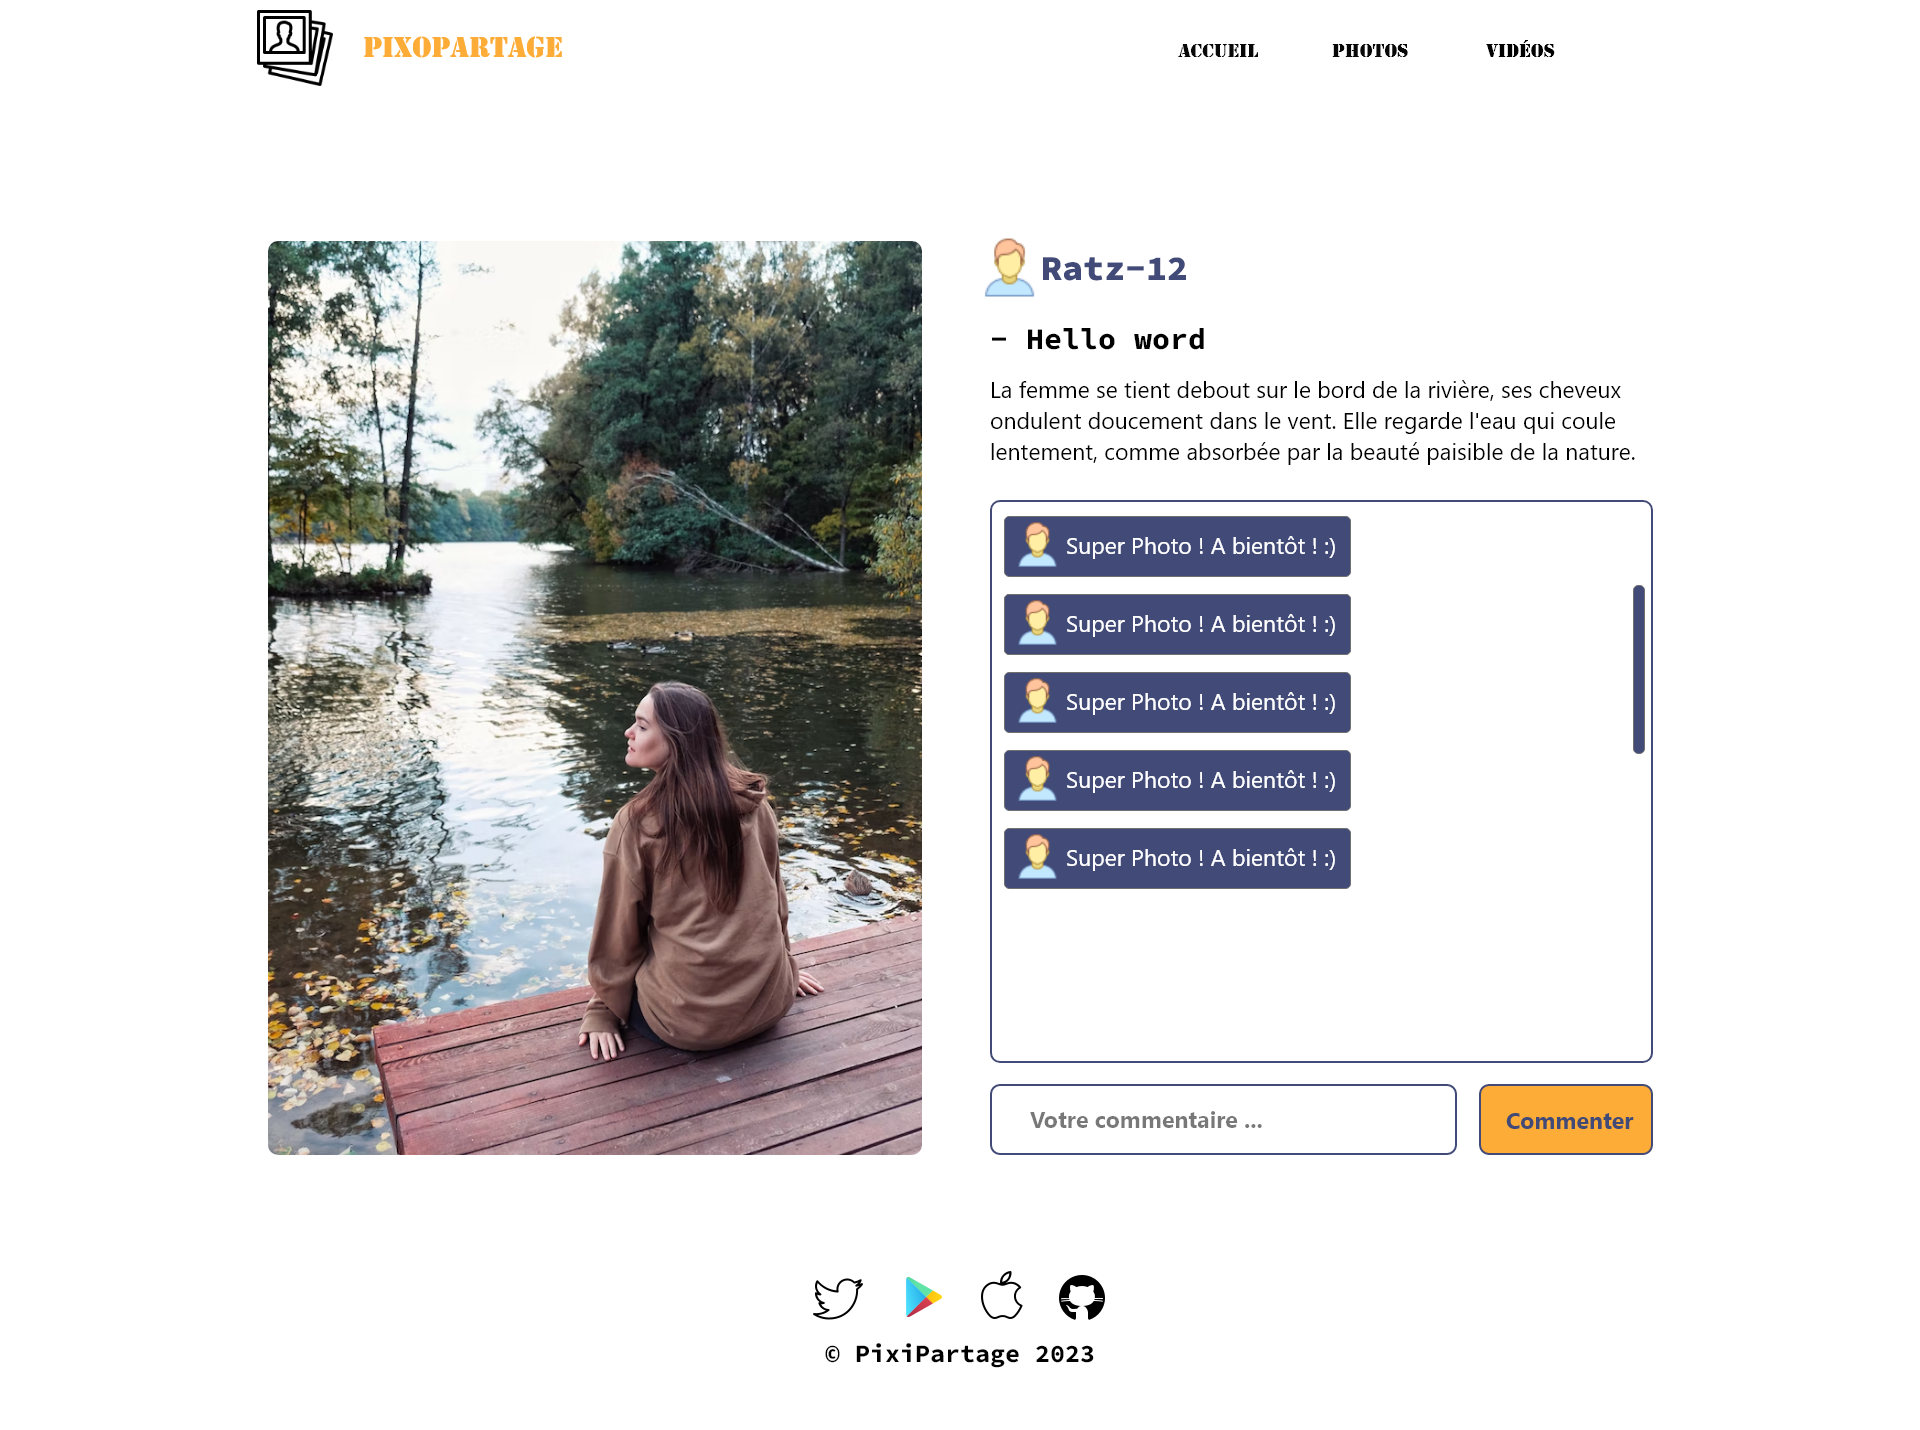 PIXOPARTAGE
ACCUEIL
PHOTOS
VIDÉOS
Ratz-12
- Hello word
La femme se tient debout sur le bord de la rivière, ses cheveux
ondulent doucement dans le vent. Elle regarde l'eau qui coule
lentement, comme absorbée par la beauté paisible de la nature.
Super Photo ! A bientôt ! :)
Super Photo ! A bientôt ! :)
Super Photo ! A bientôt ! :)
Super Photo ! A bientôt ! :)
Super Photo ! A bientôt ! :)
Votre commentaire ...
Commenter
© PixiPartage 2023